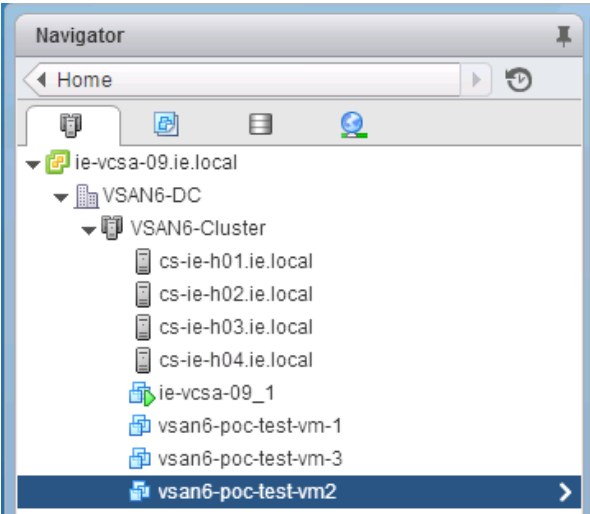 Navigator
Home
ie-vcsa-09.ie.local
VSAN6-DC
VSAN6-Cluster
cs-ie-h01.ie.local
cs-ie-h02.ie.local
cs-ie-h03.ie.local
cs-ie-h04.ie.local
ie-vcsa-09_1
vsan6-poc-test-vm-1
vsan6-poc-test-vm-3
vsan6-poc-test-vm2